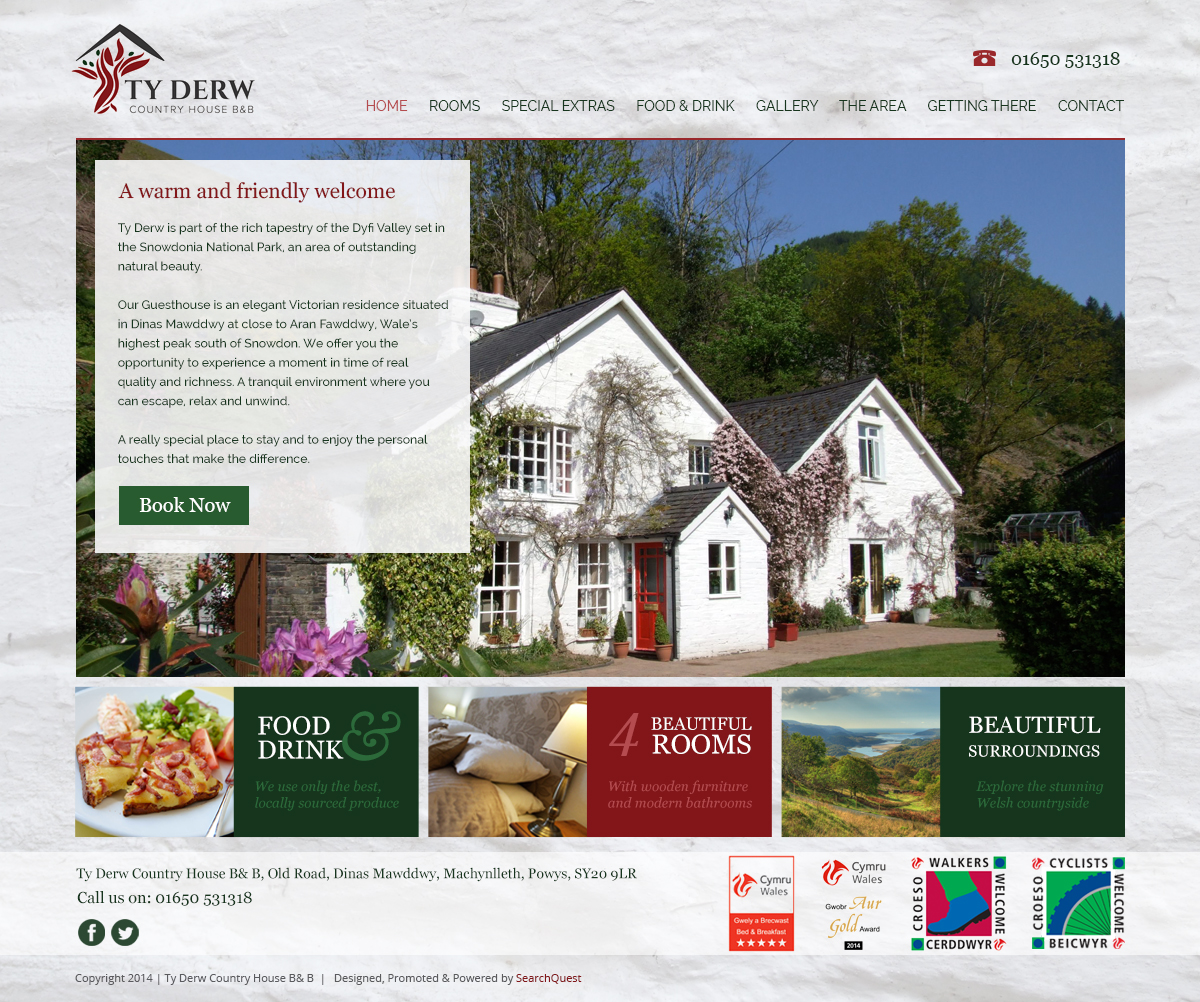 TY DERW
COUNTRY HOUSE B&B
01650 531318
HOME ROOMS SPECIAL EXTRAS FOOD & DRINK GALLERY THE AREA GETTING THERE CONTACT
A warm and friendly welcome
Ty Derw is part of the rich tapestry of the Dyfi Valley set in
the Snowdonia National Park, an area of outstanding
natural beauty.
Our Guesthouse is an elegant Victorian residence situated
in Dinas Mawddwy at close to Aran Fawddwy, Wale's
highest peak south of Snowdon. We offer you the
opportunity to experience a moment in time of real
quality and richness. A tranquil environment where you
can escape, relax and unwind.
A really special place to stay and to enjoy the personal
touches that make the difference.
Book Now
FOOD &
DRINK
We use only the best,
locally sourced produce
4 BEAUTIFUL
ROOMS
With wooden furniture
and modern bathrooms
BEAUTIFUL
SURROUNDINGS
Explore the stunning
Welsh countryside
Ty Derw Country House B& B, Old Road, Dinas Mawddwy, Machynlleth, Powys, SY20 9LR
Call us on: 01650 531318
Cymru
Wales
Gwely a Brecwast
Bed & Breakfast
Cymru
Wales
Gwobr Aur
Gold Award
2014
WALKERS
CROESO
WELCOME
CERDDWYR
CYCLISTS
CROESO
WELCOME
BEICWYR
Copyright 2014 | Ty Derw Country House B& B | Designed, Promoted & Powered by SearchQuest